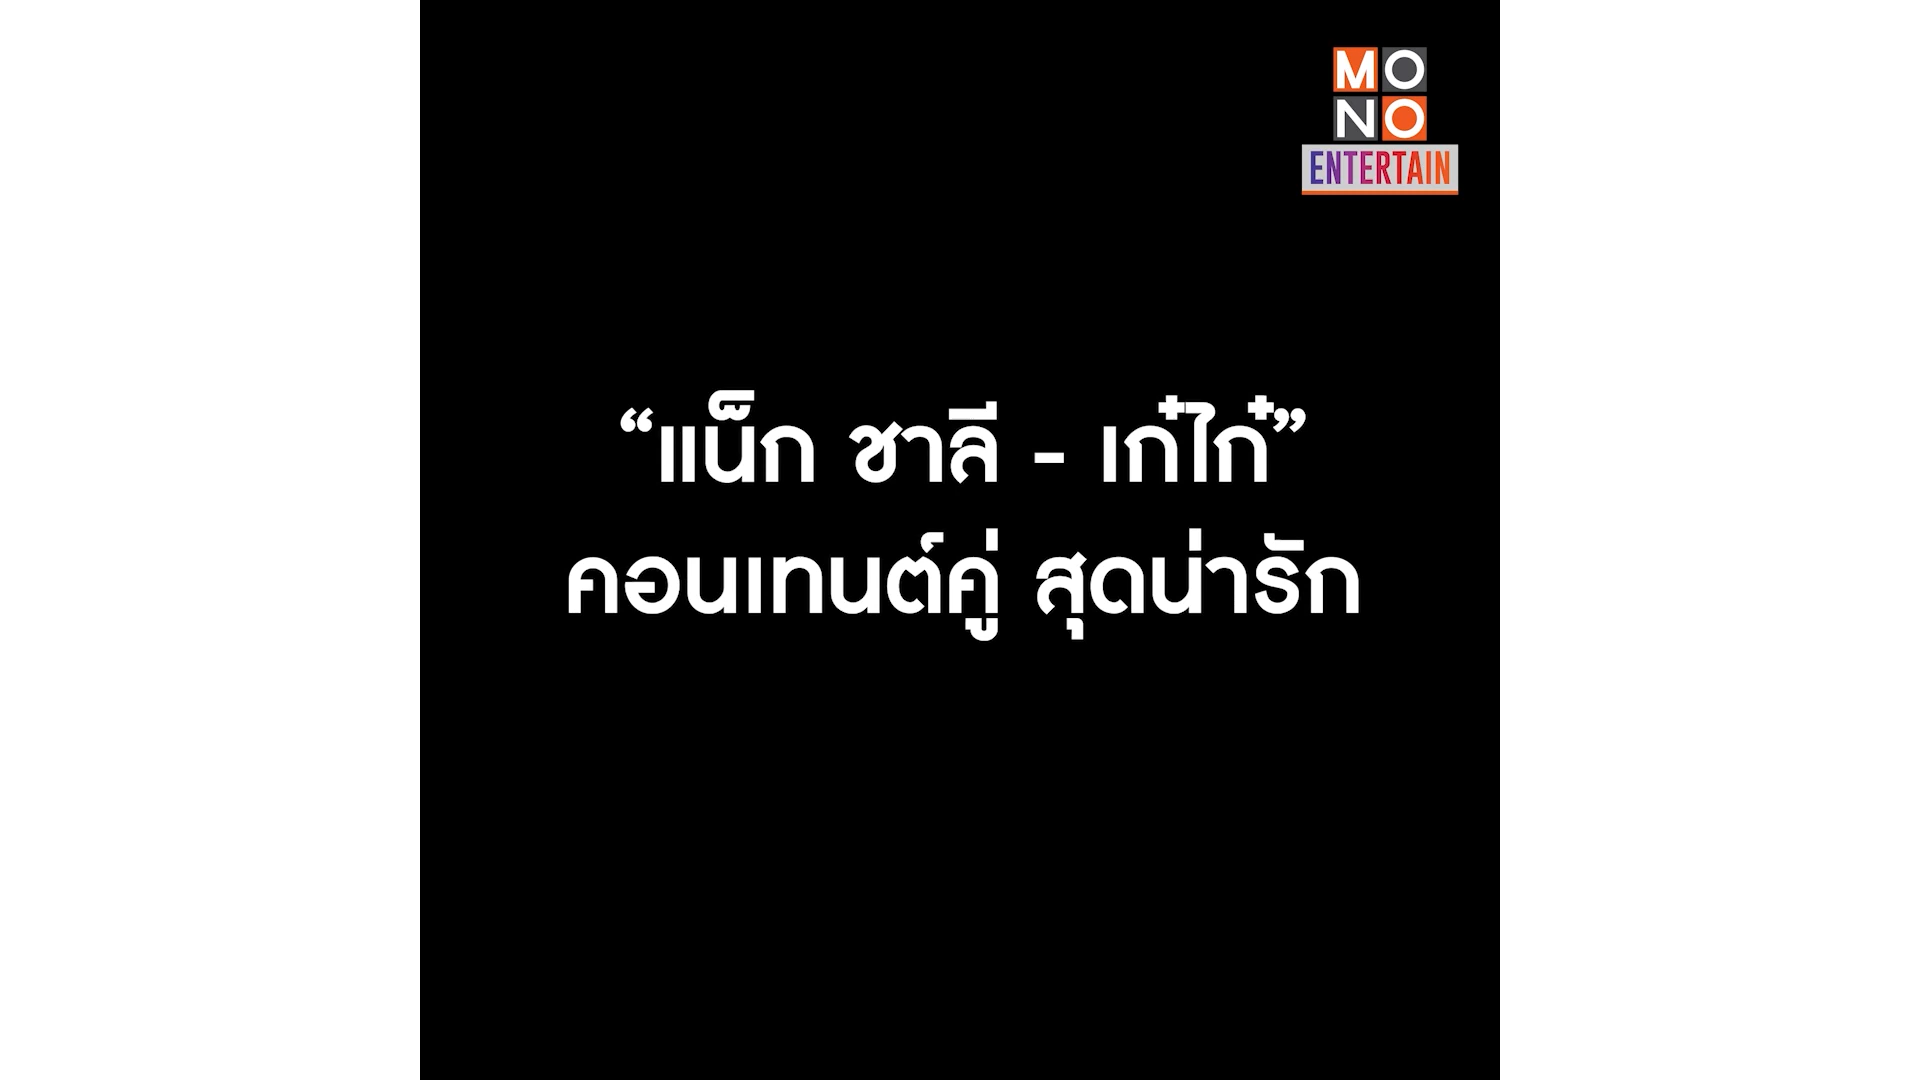 MO
NO
ENTERTAIN
“แน็ก ชาลี - เก๋ไก๋”
คอนเทนต์คู่ สุดน่ารัก